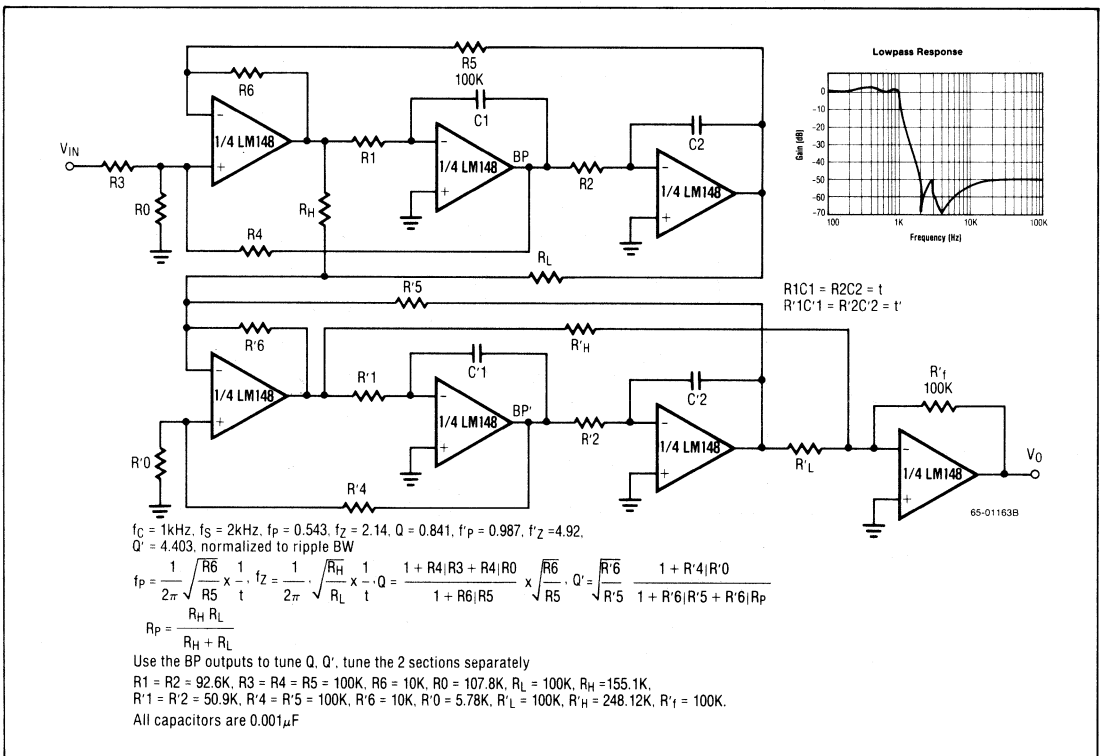 R5
100K
Lowpass Response
R6
C1
C2
0
-10
-20
-30
-40
-50
-60
-70
Gain (dB)
100
1K
10K
100K
Frequency (Hz)
VIN
R3
R0
−
+
1/4 LM148
R1
−
+
1/4 LM148
BP
R2
−
+
1/4 LM148
RH
R4
RL
R1C1 = R2C2 = t
R'1C'1 = R'2C'2 = t'
R'5
R'6
R'H
C'1
C'2
R'f
100K
−
+
1/4 LM148
R'1
−
+
1/4 LM148
BP'
R'2
−
+
1/4 LM148
R'L
−
+
1/4 LM148
VO
R'0
R'4
65-01163B
fC = 1kHz, fS = 2kHz, fP = 0.543, fZ = 2.14, Q = 0.841, f'P = 0.987, f'Z = 4.92,
Q' = 4.403, normalized to ripple BW
fP = 1/2π √(R6/R5) x 1/t, fZ = 1/2π · √(RH/RL) x 1/t · Q = (1 + R4|R3 + R4|R0)/(1 + R6|R5) x √(R6/R5), Q' = √(R'6/R'5) (1 + R'4|R'0)/(1 + R'6|R'5 + R'6|RP)
RP = RH RL/(RH + RL)
Use the BP outputs to tune Q, Q', tune the 2 sections separately
R1 = R2 = 92.6K, R3 = R4 = R5 = 100K, R6 = 10K, R0 = 107.8K, RL = 100K, RH = 155.1K,
R'1 = R'2 = 50.9K, R'4 = R'5 = 100K, R'6 = 10K, R'0 = 5.78K, R'L = 100K, R'H = 248.12K, R'f = 100K.
All capacitors are 0.001μF